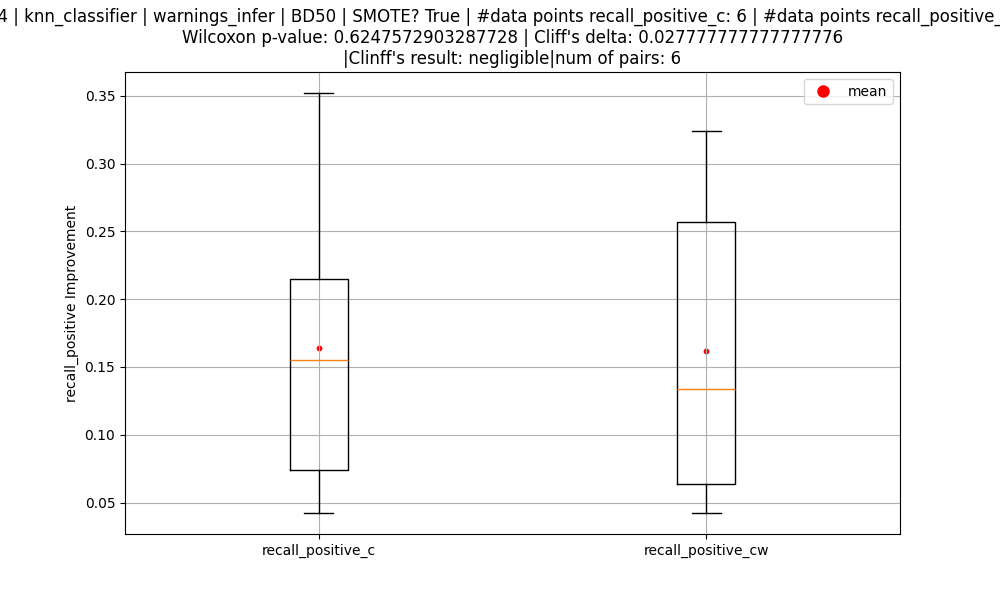 4 | knn_classifier | warnings_infer | BD50 | SMOTE? True | #data points recall_positive_c: 6 | #data points recall_positive_
Wilcoxon p-value: 0.6247572903287728 | Cliff's delta: 0.027777777777777776
|Clinff's result: negligible|num of pairs: 6
mean
0.35
0.30
0.25
0.20
0.15
0.10
0.05
recall_positive Improvement
recall_positive_c
recall_positive_cw